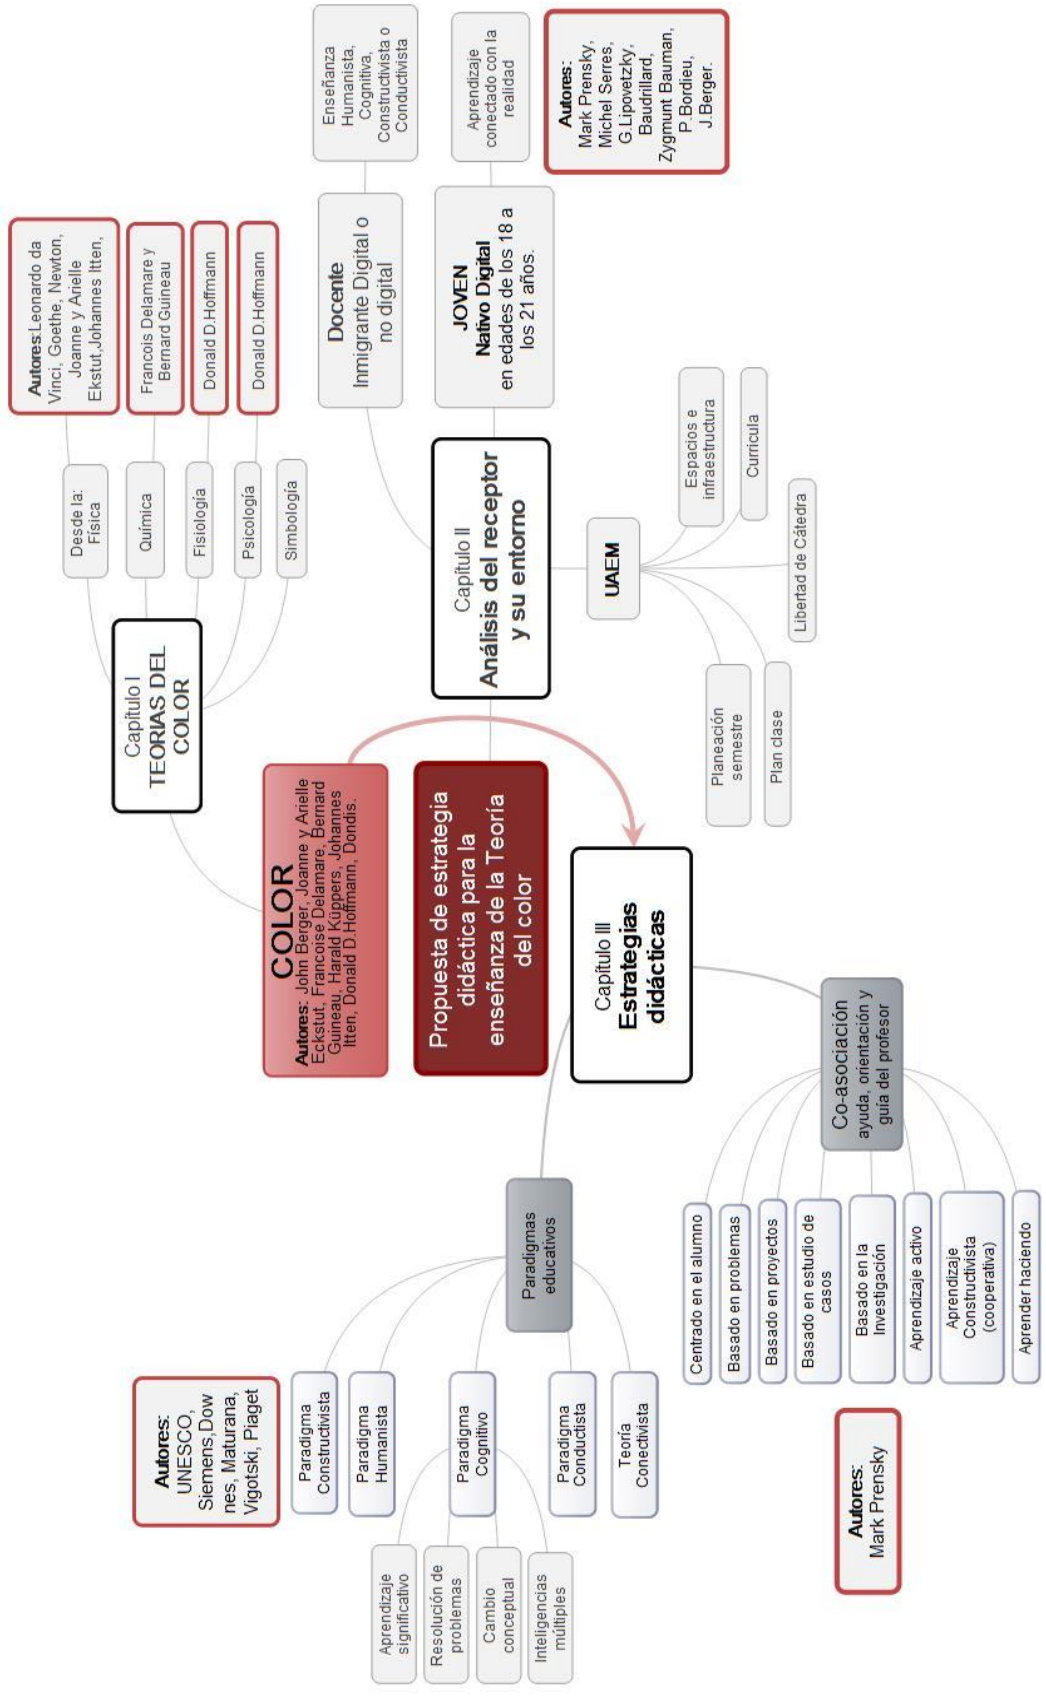 Autores:
UNESCO,
Siemens,Dow
nes, Maturana,
Vigotski, Piaget
Paradigma
Constructivista
Paradigma
Humanista
Paradigma
Cognitivo
Paradigma
Conductista
Teoría
Conectivista
Aprendizaje
significativo
Resolución de
problemas
Cambio
conceptual
Inteligencias
múltiples
Paradigmas
educativos
COLOR
Autores: John Berger, Joanne y Arielle
Eckstut, Francoise Delamare, Bernard
Guineau, Harald Küppers, Johannes
Itten, Donald D.Hoffmann, Dondis.
Propuesta de estrategia
didáctica para la
enseñanza de la Teoría
del color
Capítulo III
Estrategias
didácticas
Capítulo I
TEORIAS DEL
COLOR
Desde la:
Física
Química
Fisiología
Psicología
Simbología
Autores:Leonardo da
Vinci, Goethe, Newton,
Joanne y Arielle
Ekstut,Johannes Itten,
Francois Delamare y
Bernard Guineau
Donald D.Hoffmann
Donald D.Hoffmann
Capítulo II
Análisis del receptor
y su entorno
Docente
Inmigrante Digital o
no digital
Enseñanza
Humanista,
Cognitiva,
Constructivista o
Conductivista
JOVEN
Nativo Digital
en edades de los 18 a
los 21 años.
Aprendizaje
conectado con la
realidad
Autores:
Mark Prensky,
Michel Serres,
G.Lipovetzky,
Baudrillard,
Zygmunt Bauman,
P.Bordieu,
J.Berger.
UAEM
Espacios e
infraestructura
Curricula
Libertad de Cátedra
Planeación
semestre
Plan clase
Co-asociación
ayuda, orientación y
guía del profesor
Centrado en el alumno
Basado en problemas
Basado en proyectos
Basado en estudio de
casos
Basado en la
Investigación
Aprendizaje activo
Aprendizaje
Constructivista
(cooperativa)
Aprender haciendo
Autores:
Mark Prensky